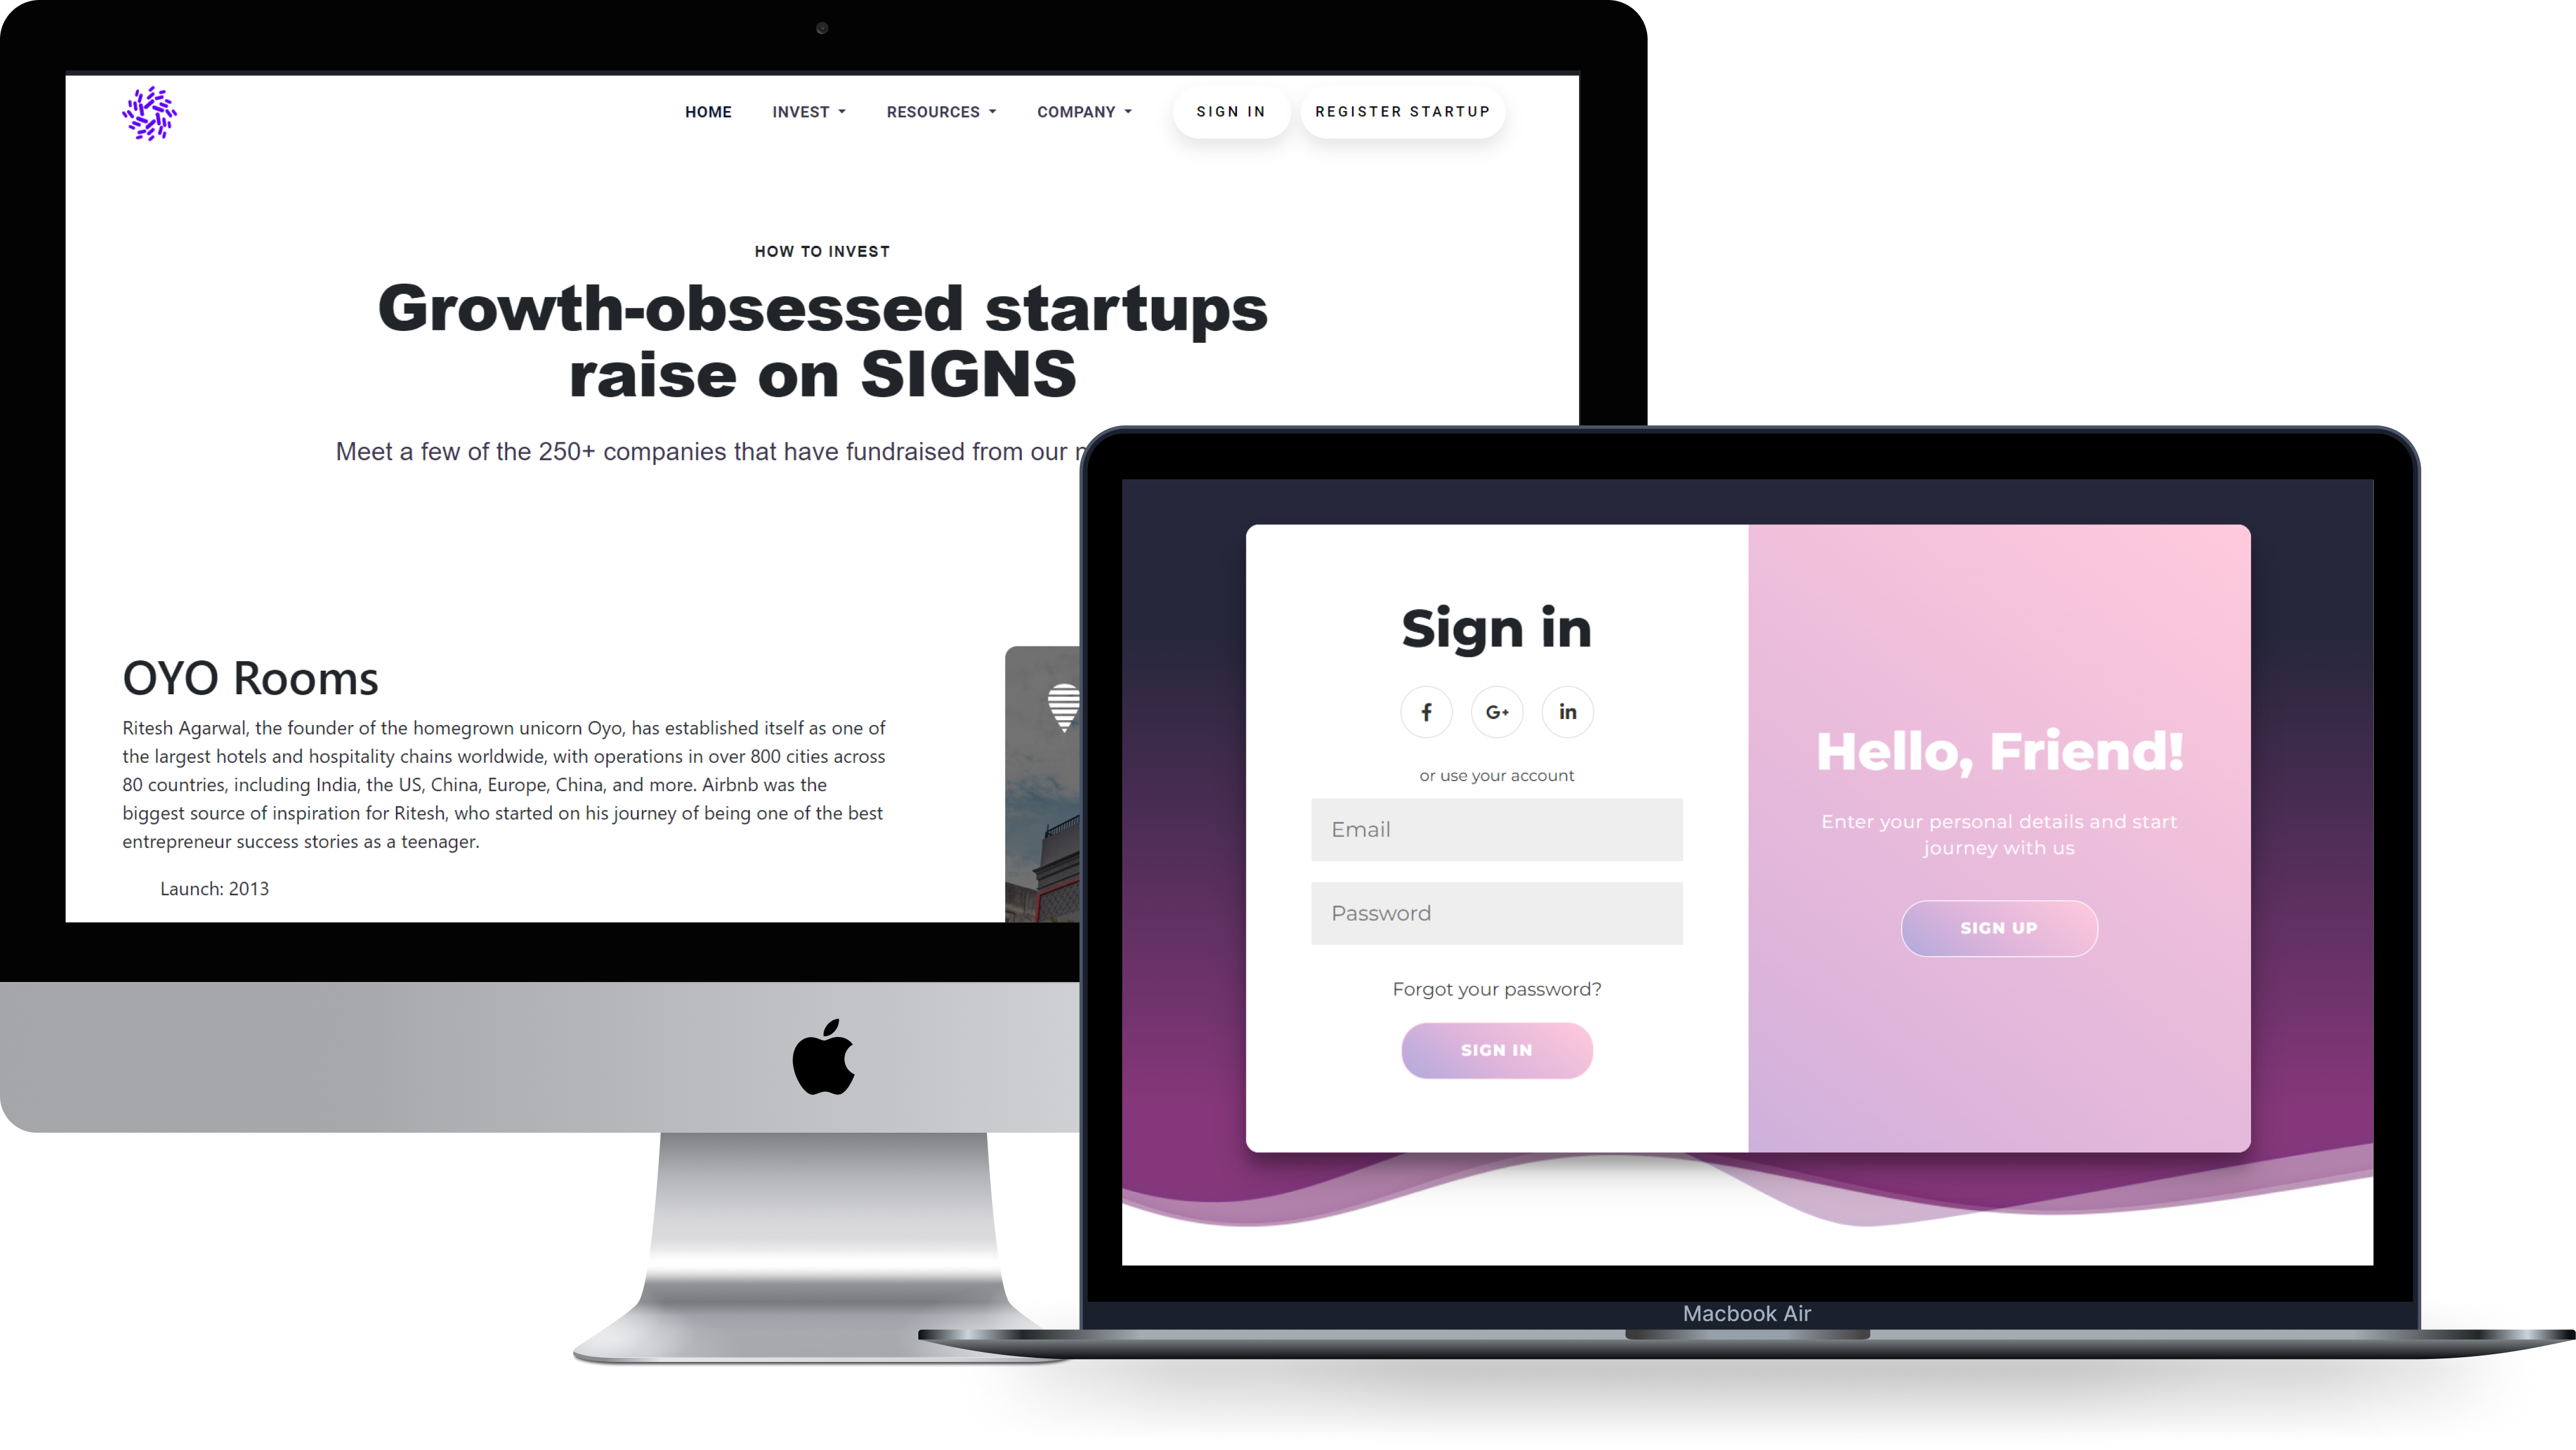 HOME INVEST RESOURCES COMPANY SIGN IN REGISTER STARTUP
HOW TO INVEST
Growth-obsessed startups
raise on SIGNS
Meet a few of the 250+ companies that have fundraised from our
OYO Rooms
Ritesh Agarwal, the founder of the homegrown unicorn Oyo, has established itself as one of
the largest hotels and hospitality chains worldwide, with operations in over 800 cities across
80 countries, including India, the US, China, Europe, China, and more. Airbnb was the
biggest source of inspiration for Ritesh, who started on his journey of being one of the best
entrepreneur success stories as a teenager.
Launch: 2013
Sign in
f G+ in
or use your account
Email
Password
Forgot your password?
SIGN IN
Hello, Friend!
Enter your personal details and start
journey with us
SIGN UP
Macbook Air